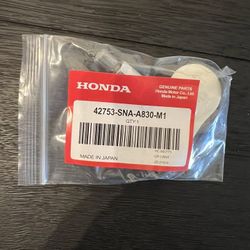 HONDA
GENUINE PARTS
Honda Motor Co., Ltd.
Made in Japan
42753-SNA-A830-M1
QTY:1
MADE IN JAPAN